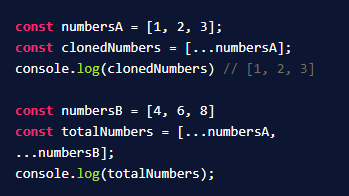 const numbersA = [1, 2, 3];
const clonedNumbers = [...numbersA];
console.log(clonedNumbers) // [1, 2, 3]
const numbersB = [4, 6, 8]
const totalNumbers = [...numbersA,
...numbersB];
console.log(totalNumbers);